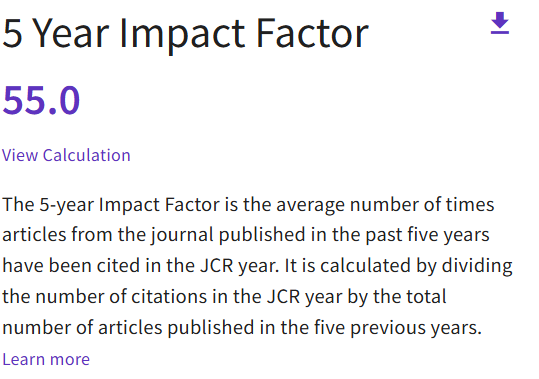 5 Year Impact Factor
55.0
View Calculation
The 5-year Impact Factor is the average number of times
articles from the journal published in the past five years
have been cited in the JCR year. It is calculated by dividing
the number of citations in the JCR year by the total
number of articles published in the five previous years.
Learn more